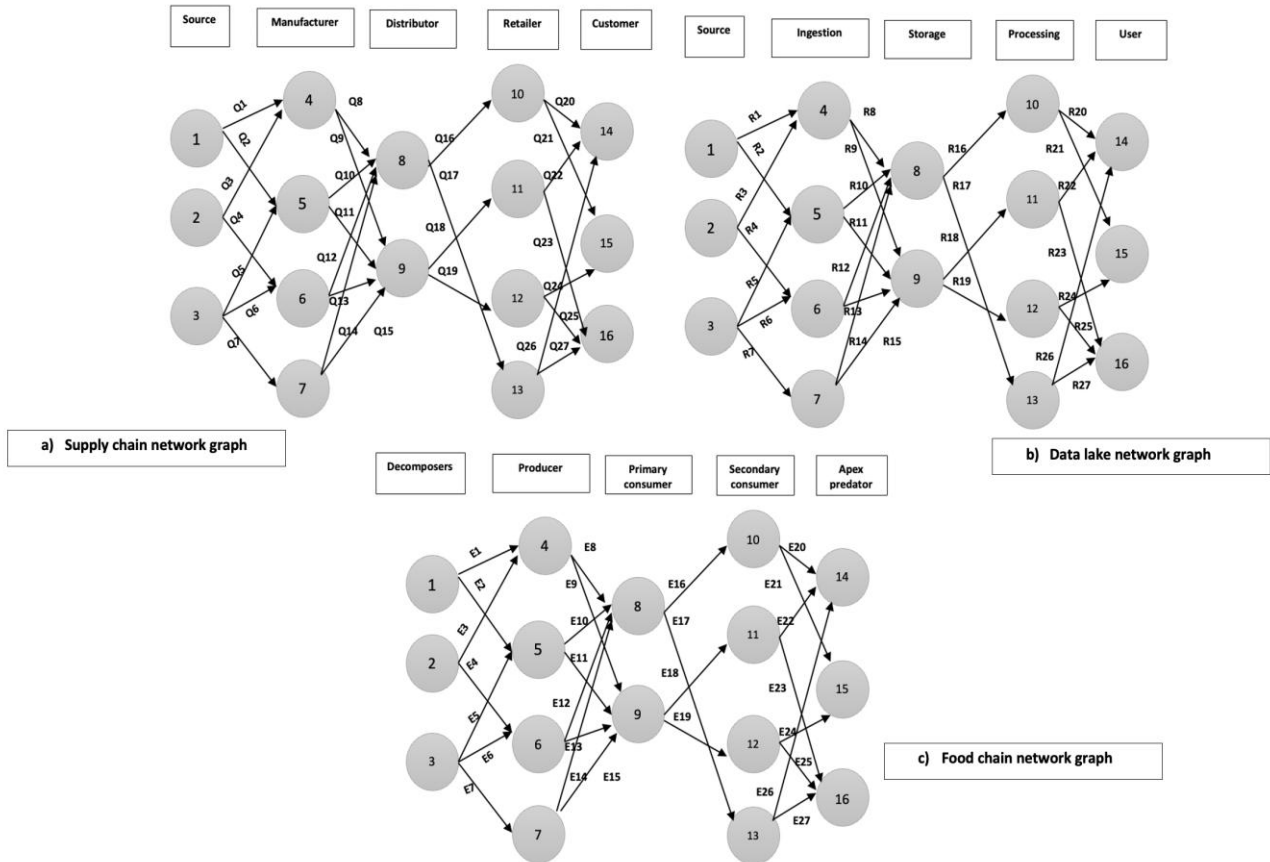 Source
Manufacturer
Distributor
Retailer
Customer
1
2
3
4
5
6
7
8
9
10
11
12
13
14
15
16
Q1
Q2
Q3
Q4
Q5
Q6
Q7
Q8
Q9
Q10
Q11
Q12
Q13
Q14
Q15
Q16
Q17
Q18
Q19
Q20
Q21
Q22
Q23
Q24
Q25
Q26
Q27
a) Supply chain network graph
Source
Ingestion
Storage
Processing
User
1
2
3
4
5
6
7
8
9
10
11
12
13
14
15
16
R1
R2
R3
R4
R5
R6
R7
R8
R9
R10
R11
R12
R13
R14
R15
R16
R17
R18
R19
R20
R21
R22
R23
R24
R25
R26
R27
b) Data lake network graph
Decomposers
Producer
Primary
consumer
Secondary
consumer
Apex
predator
1
2
3
4
5
6
7
8
9
10
11
12
13
14
15
16
E1
E2
E3
E4
E5
E6
E7
E8
E9
E10
E11
E12
E13
E14
E15
E16
E17
E18
E19
E20
E21
E22
E23
E24
E25
E26
E27
c) Food chain network graph